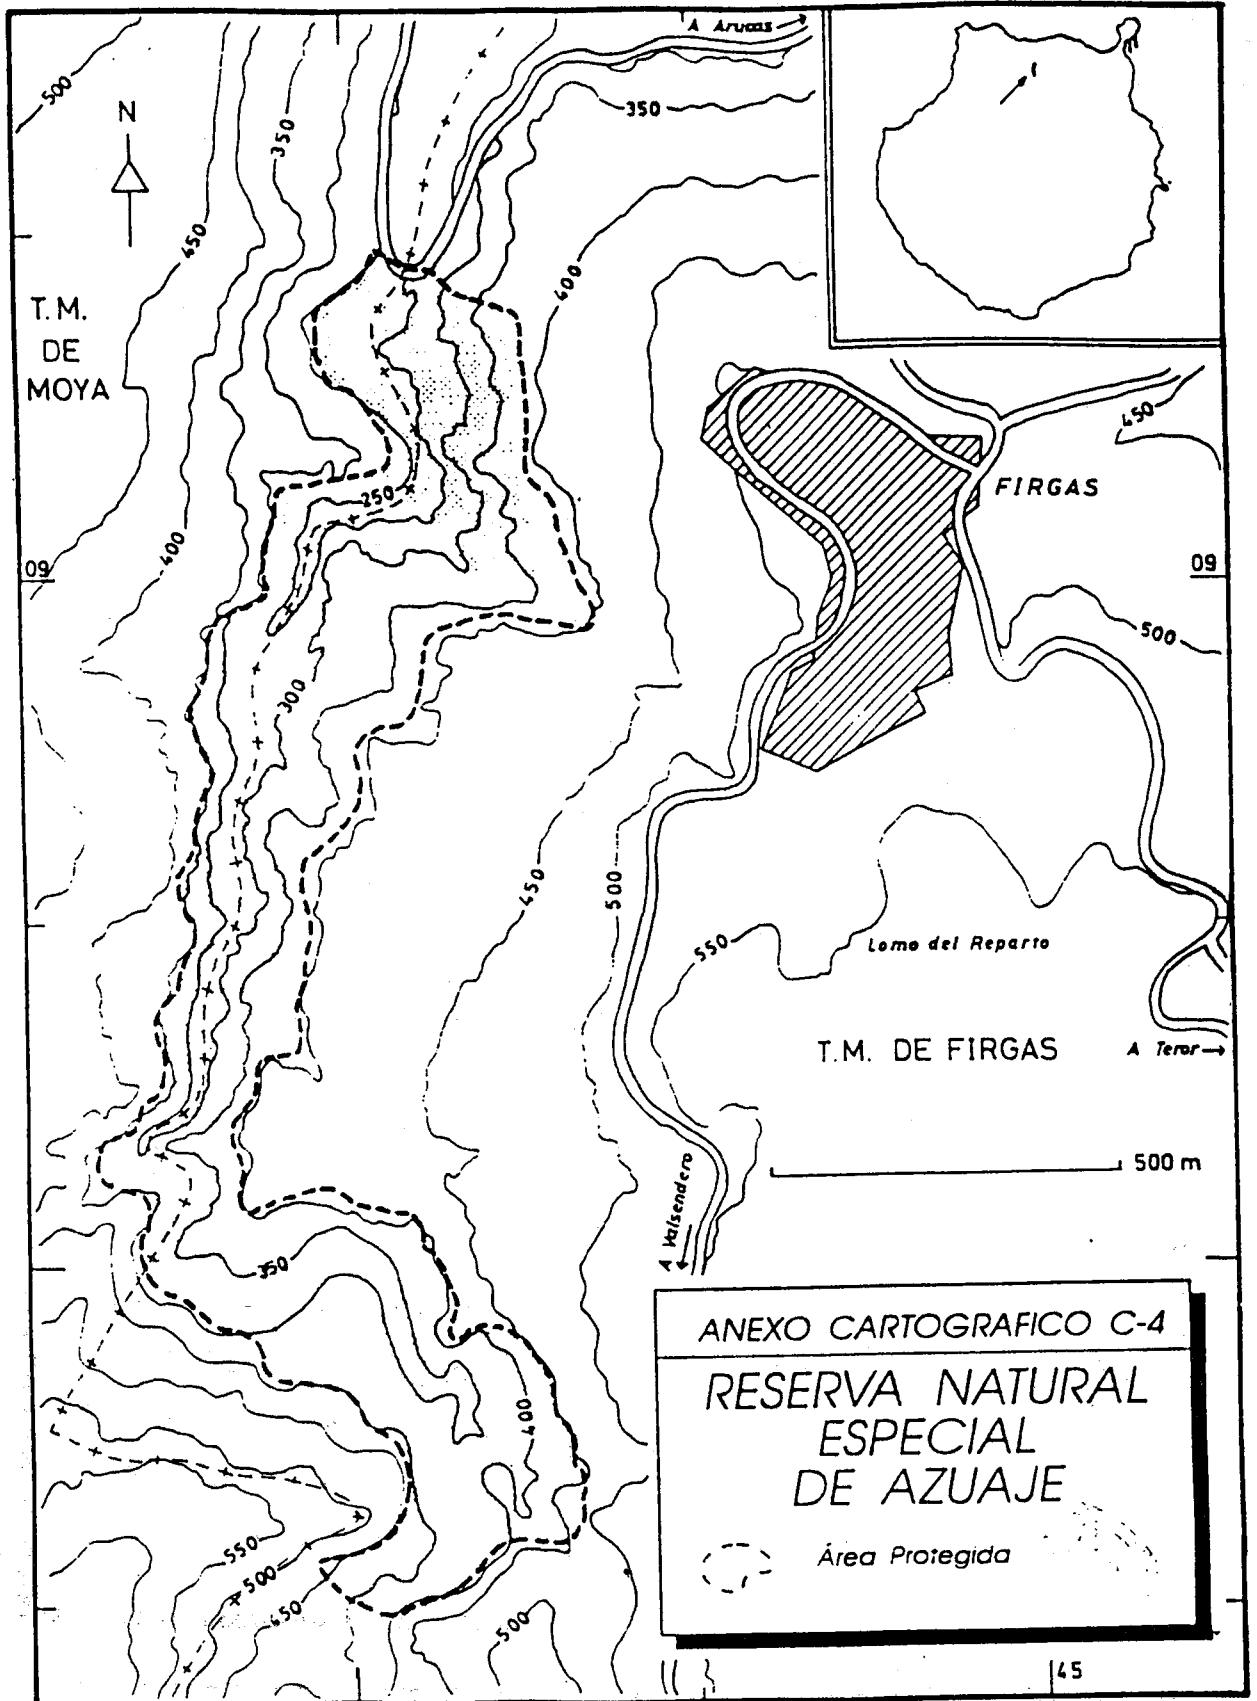 A Arucas
500
350
350
N
450
400
T.M.
DE
MOYA
450
FIRGAS
250
400
09
09
500
300
450
500
550
Lomo del Reparto
T.M. DE FIRGAS
A Teror
500 m
A Valsendero
350
ANEXO CARTOGRAFICO C-4
RESERVA NATURAL
ESPECIAL
DE AZUAJE
400
Área Protegida
550
500
450
500
45